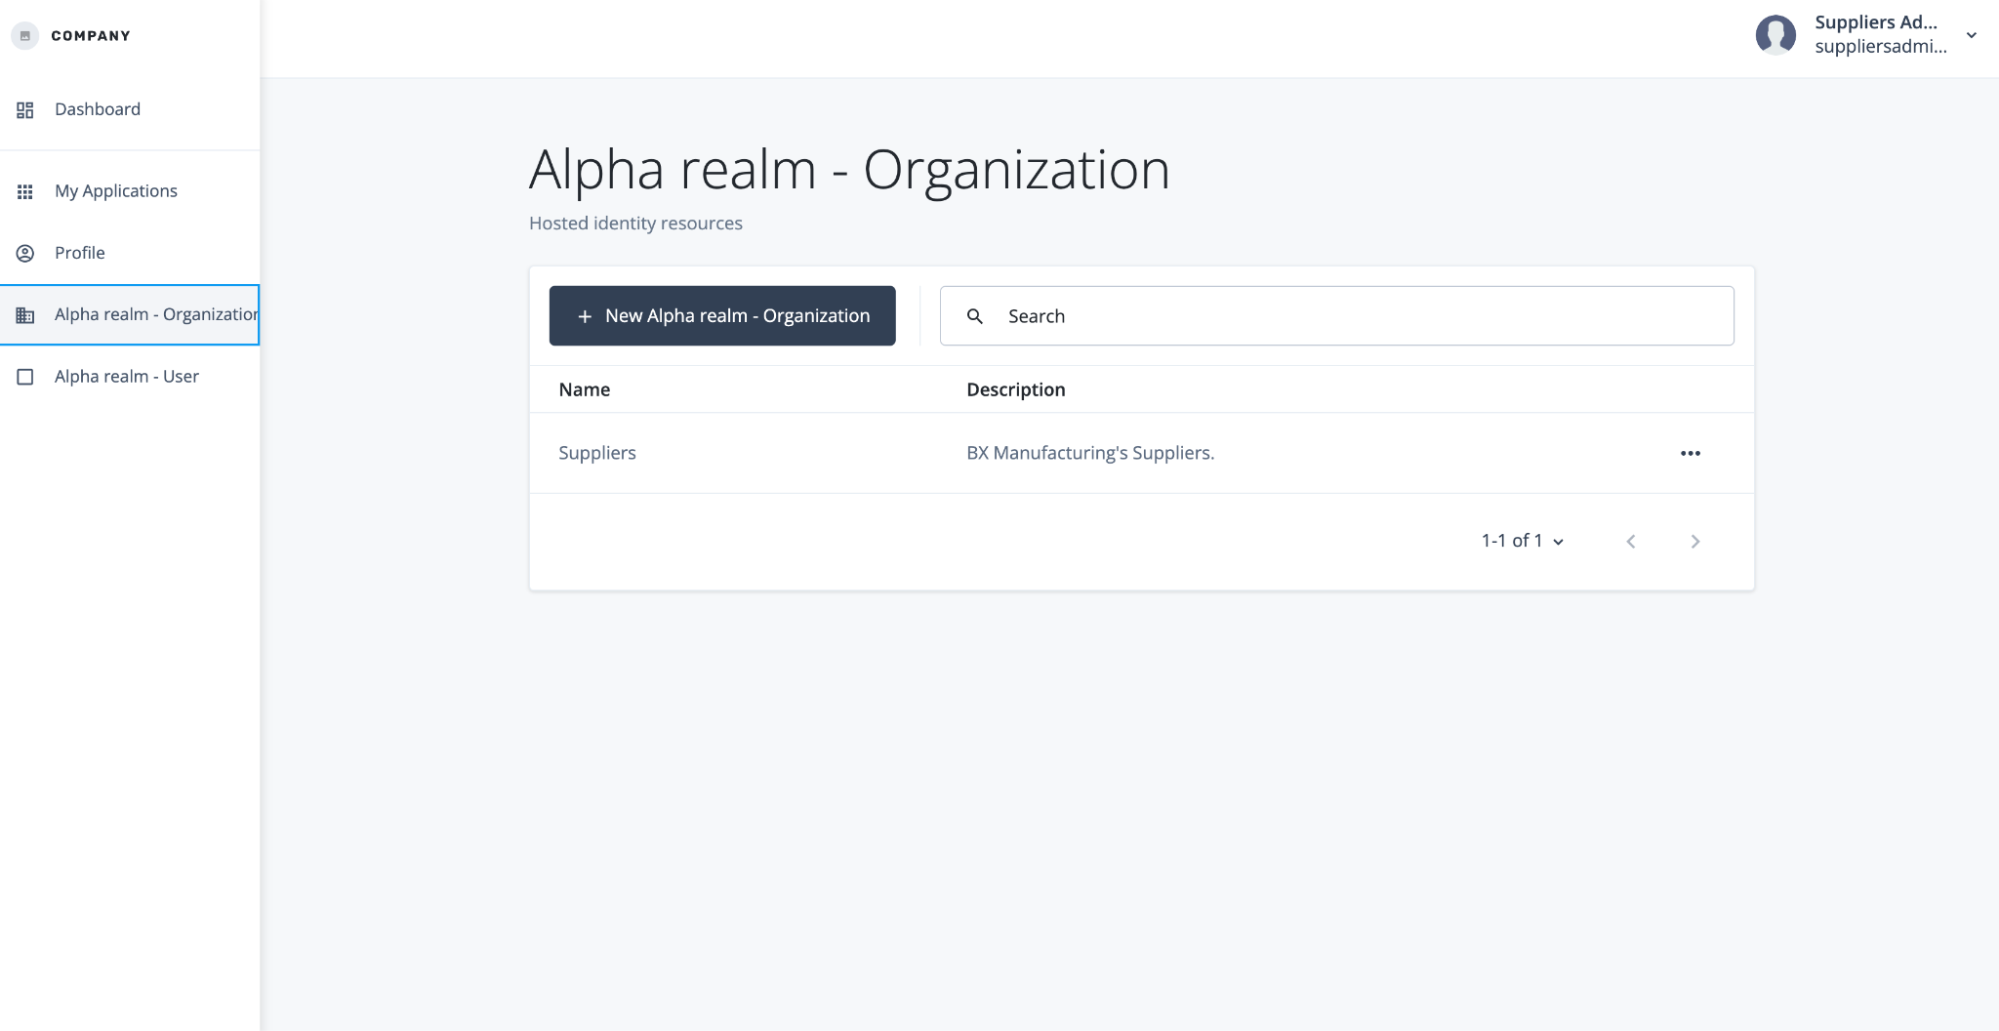 COMPANY
Suppliers Ad...
suppliersadmi...
Dashboard
My Applications
Profile
Alpha realm - Organization
Alpha realm - User
Alpha realm - Organization
Hosted identity resources
+ New Alpha realm - Organization
Search
Name Description
Suppliers BX Manufacturing's Suppliers.
1-1 of 1